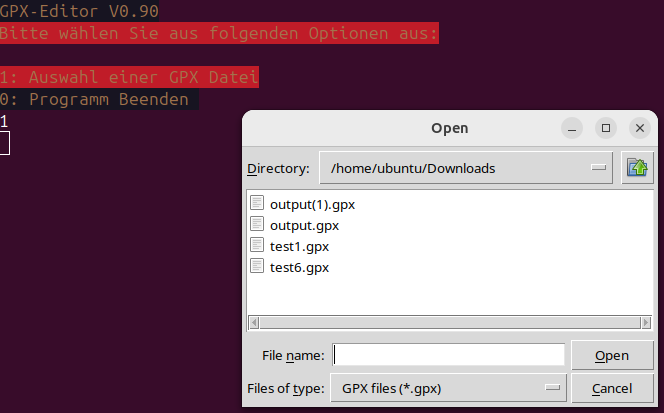 GPX-Editor V0.90
Bitte wählen Sie aus folgenden Optionen aus:
1: Auswahl einer GPX Datei
0: Programm Beenden
1
Open
Directory: /home/ubuntu/Downloads
output(1).gpx
output.gpx
test1.gpx
test6.gpx
File name: Open
Files of type: GPX files (*.gpx) Cancel